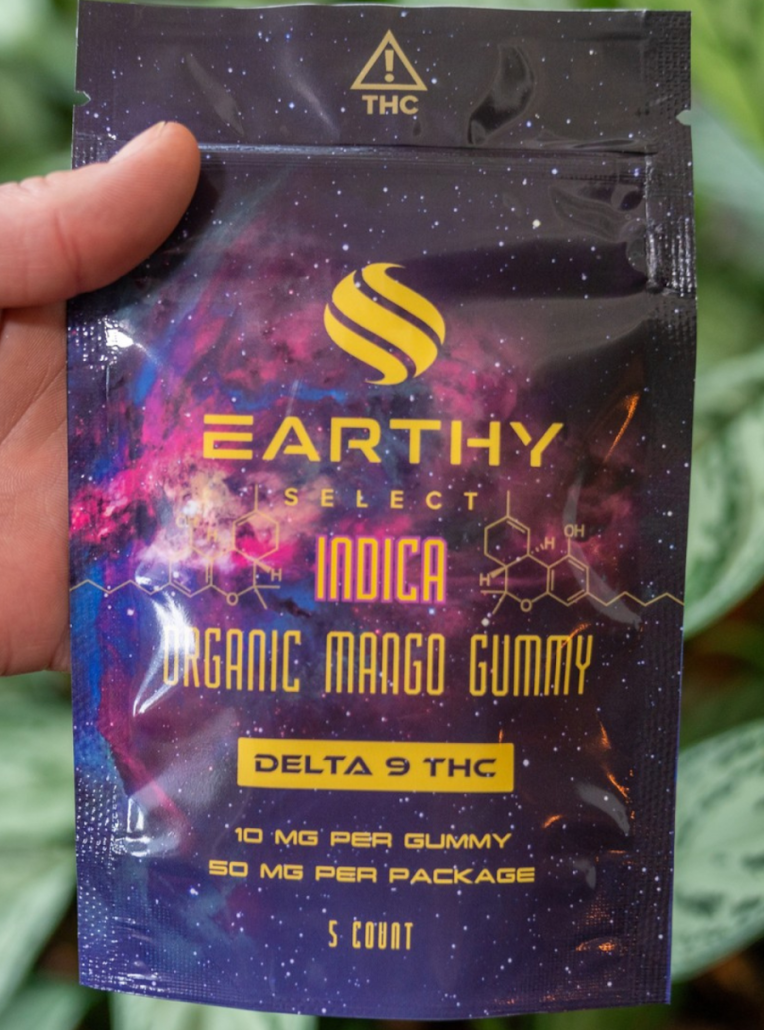 THC
EARTHY
SELECT
INDICA
OH
H
H
H
O
O
ORGANIC MANGO GUMMY
DELTA 9 THC
10 MG PER GUMMY
50 MG PER PACKAGE
5 COUNT